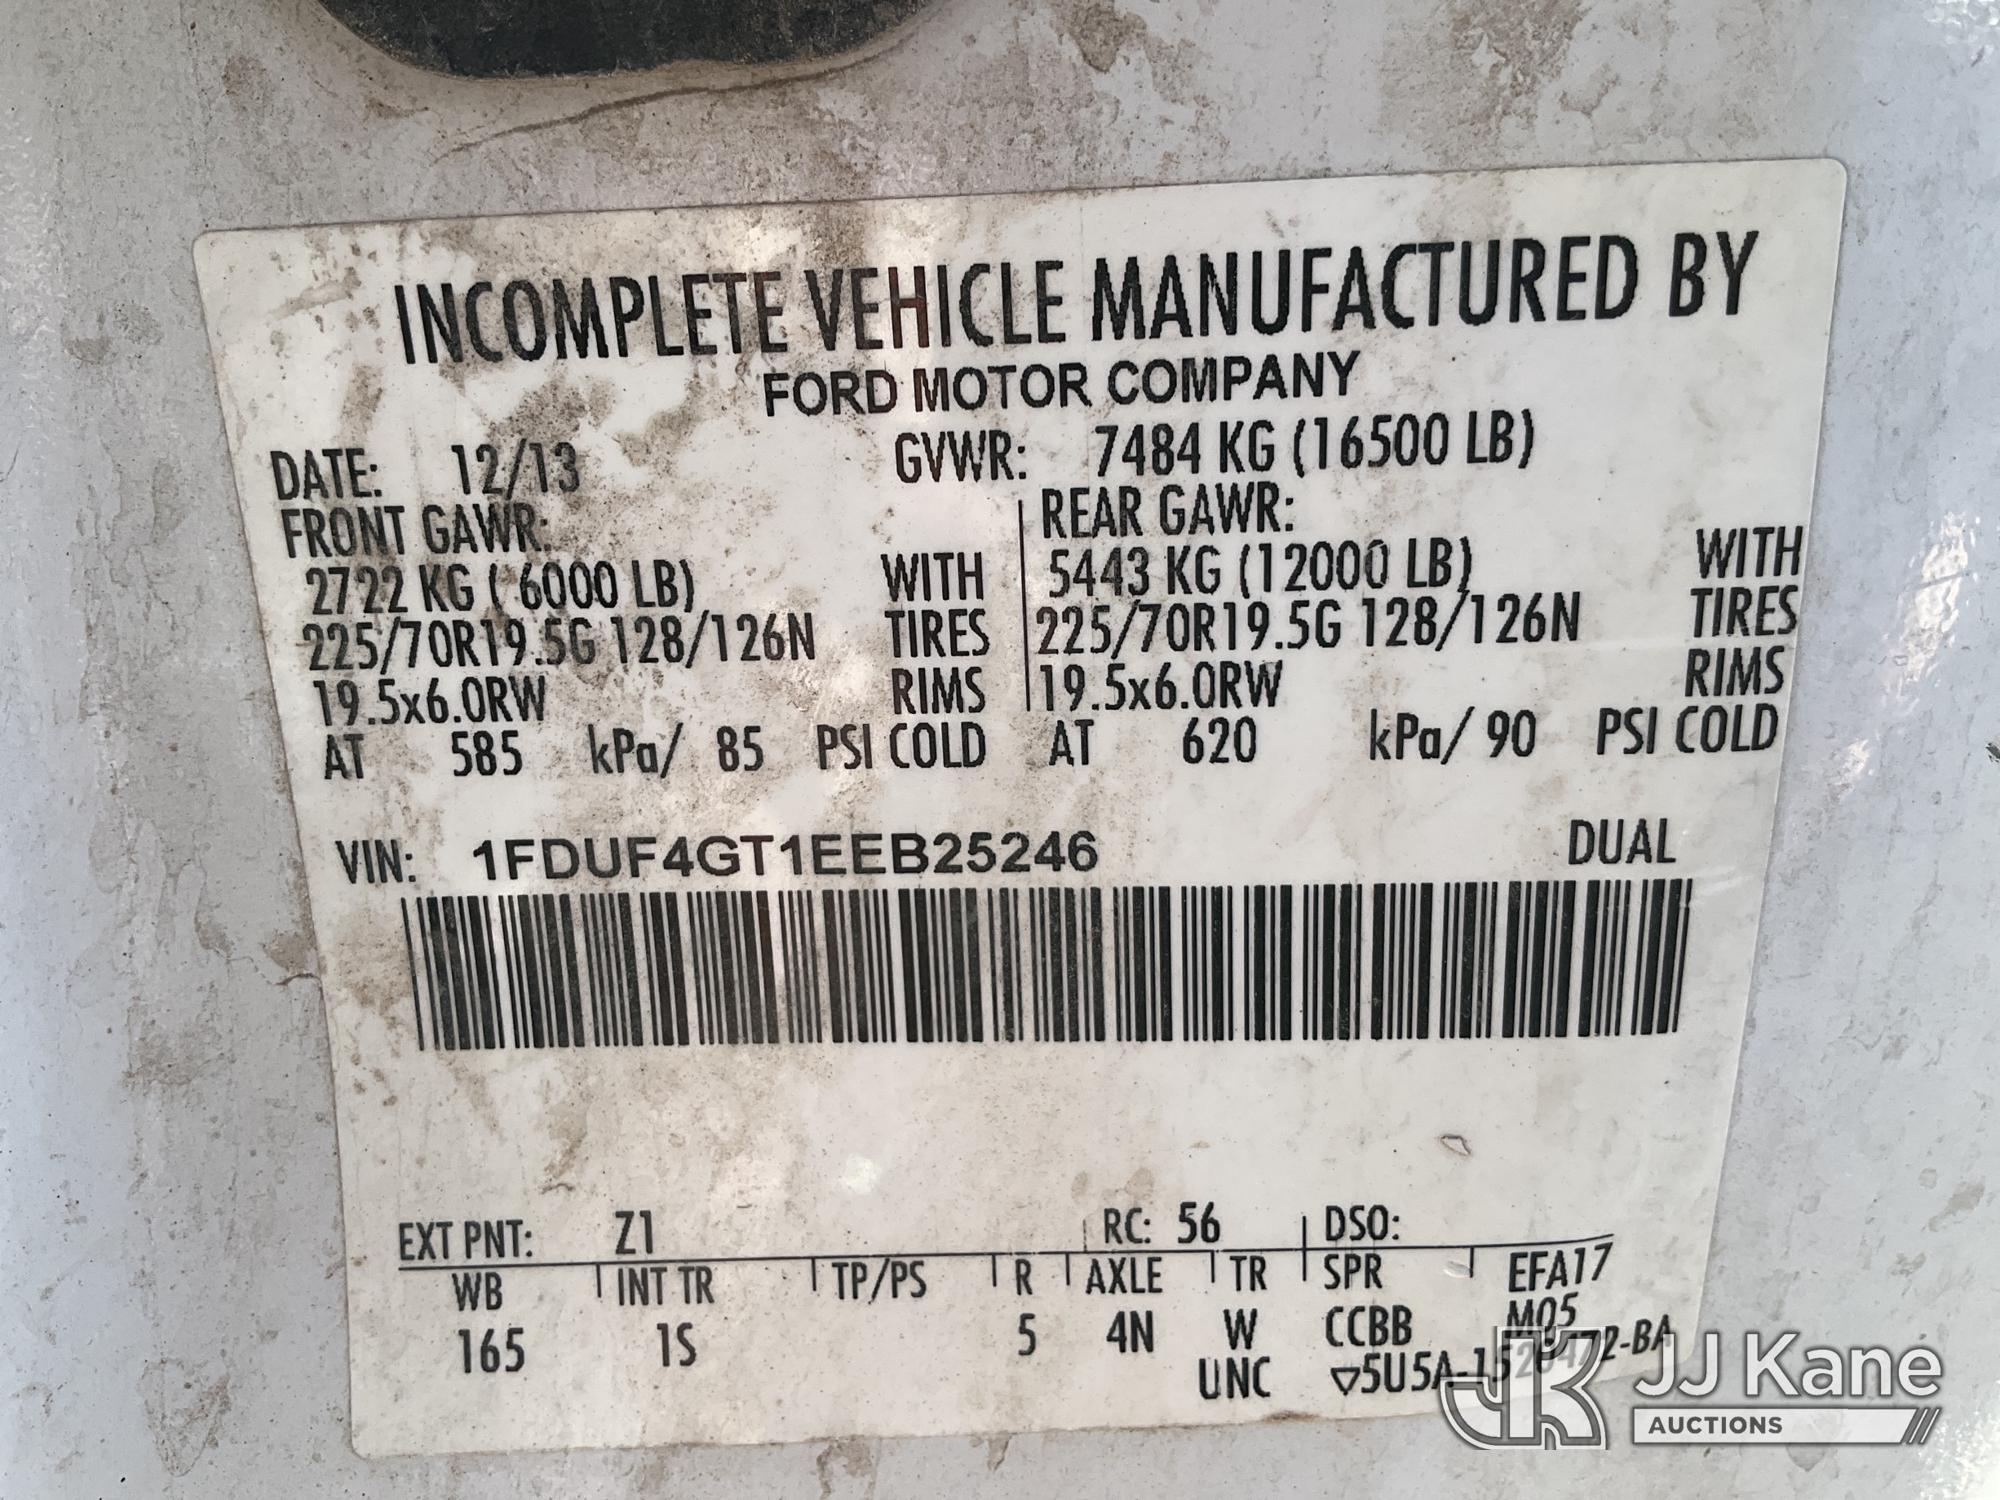 INCOMPLETE VEHICLE MANUFACTURED BY
FORD MOTOR COMPANY
DATE: 12/13 GVWR: 7484 KG (16500 LB)
FRONT GAWR: REAR GAWR:
2722 KG ( 6000 LB) WITH 5443 KG (12000 LB) WITH
225/70R19.5G 128/126N TIRES 225/70R19.5G 128/126N TIRES
19.5x6.0RW RIMS 19.5x6.0RW RIMS
AT 585 kPa/ 85 PSI COLD AT 620 kPa/ 90 PSI COLD
VIN: 1FDUF4GT1EEB25246 DUAL
EXT PNT: Z1 RC: 56 DSO:
WB INT TR TP/PS R AXLE TR SPR EFA17
165 1S 5 4N W CCBB M05
UNC ▽5U5A-1520472-BA
JJ Kane
AUCTIONS